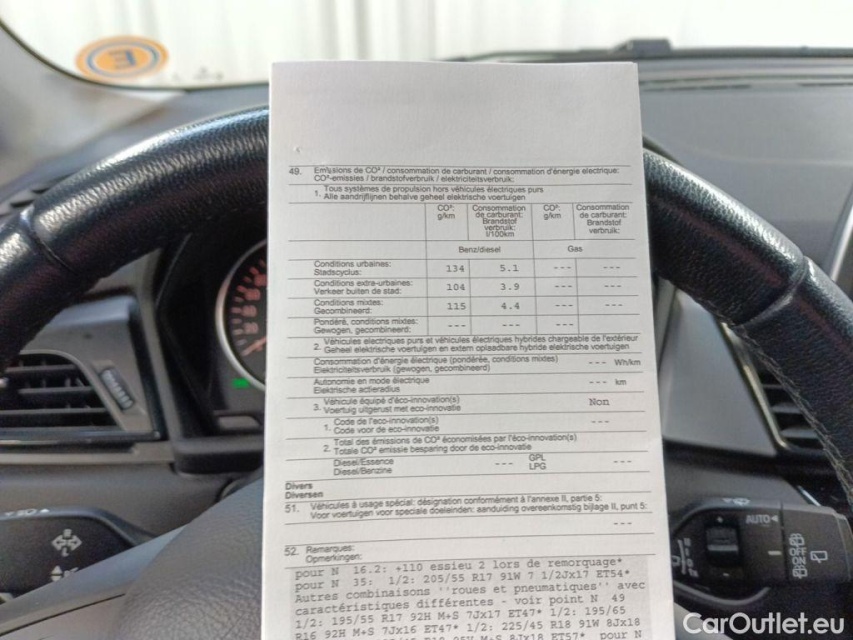 E
49. Emissions de CO² / consommation de carburant / consommation d'énergie électrique:
CO²-emissies / brandstofverbruik / elektriciteitsverbruik:
1. Tous systèmes de propulsion hors véhicules électriques purs
Alle aandrijflijnen behalve geheel elektrische voertuigen
CO²: g/km Consommation de carburant: Brandstof verbruik: l/100km CO²: g/km Consommation de carburant: Brandstof verbruik:
Benz/diesel Gas
Conditions urbaines:
Stadscyclus: 134 5.1 --- ---
Conditions extra-urbaines:
Verkeer buiten de stad: 104 3.9 --- ---
Conditions mixtes:
Gecombineerd: 115 4.4 --- ---
Pondéré, conditions mixtes:
Gewogen, gecombineerd: --- --- --- ---
2. Véhicules électriques purs et véhicules électriques hybrides chargeable de l'extérieur
Geheel elektrische voertuigen en extern oplaadbare hybride elektrische voertuigen
Consommation d'énergie électrique (pondérée, conditions mixtes)
Elektriciteitsverbruik (gewogen, gecombineerd) --- Wh/km
Autonomie en mode électrique
Elektrische actieradius --- km
3. Véhicule équipé d'éco-innovation(s)
Voertuig uitgerust met eco-innovatie Non
1. Code de l'eco-innovation(s)
Code voor de eco-innovatie ---
2. Total des émissions de CO² économisées par l'éco-innovation(s)
Totale CO² emissie besparing door de eco-innovatie
Diesel/Essence GPL
Diesel/Benzine --- LPG ---
Divers
Diversen
51. Véhicules à usage spécial: désignation conformément à l'annexe II, partie 5:
Voor voertuigen voor speciale doeleinden: aanduiding overeenkomstig bijlage II, punt 5:
---
52. Remarques:
Opmerkingen:
pour N 16.2: +110 essieu 2 lors de remorquage*
pour N 35: 1/2: 205/55 R17 91W 7 1/2Jx17 ET54*
Autres combinaisons ''roues et pneumatiques'' avec
caractéristiques différentes - voir point N 49
1/2: 195/55 R17 92H M+S 7Jx17 ET47* 1/2: 195/65
R16 92H M+S 7Jx16 ET47* 1/2: 225/45 R18 91W 8Jx18
M+S 8Jx18 ET57* pour N
AUTO
OFF
ON
CarOutlet.eu